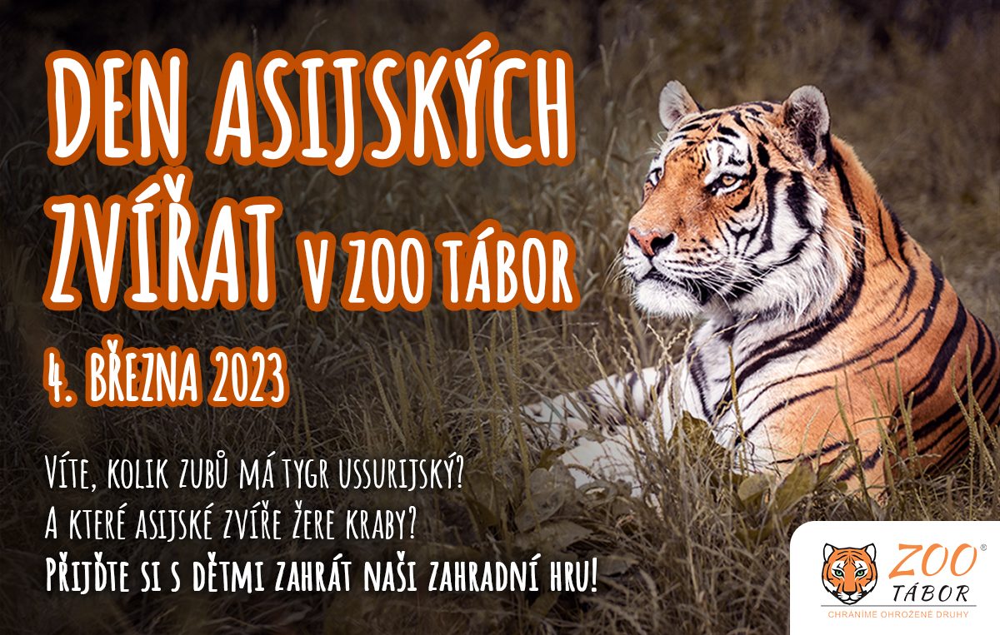 DEN ASIJSKÝCH
ZVÍŘAT V ZOO TÁBOR
4. BŘEZNA 2023
VÍTE, KOLIK ZUBŮ MÁ TYGR USSURIJSKÝ?
A KTERÉ ASIJSKÉ ZVÍŘE ŽERE KRABY?
PŘIJĎTE SI S DĚTMI ZAHRÁT NAŠI ZAHRADNÍ HRU!
ZOO®
TÁBOR
CHRÁNÍME OHROŽENÉ DRUHY